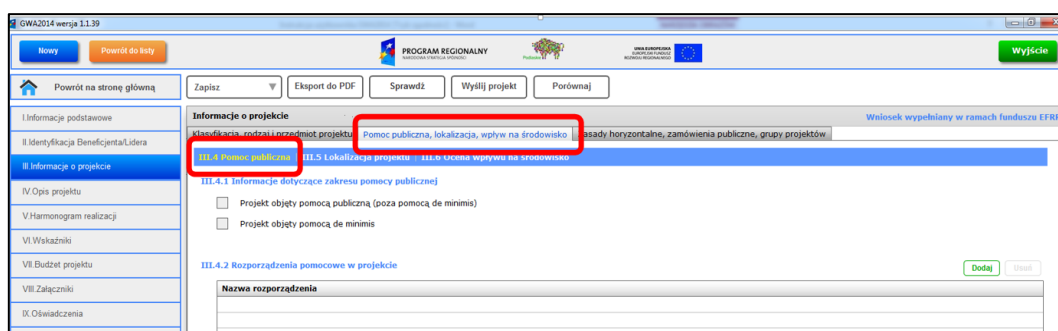 GWA2014 wersja 1.1.39
Nowy
Powrót do listy
PROGRAM REGIONALNY
NARODOWA STRATEGIA SPÓJNOŚCI
UNIA EUROPEJSKA
EUROPEJSKI FUNDUSZ
ROZWOJU REGIONALNEGO
Wyjście
Powrót na stronę główną
Zapisz
Eksport do PDF
Sprawdź
Wyślij projekt
Porównaj
I.Informacje podstawowe
II.Identyfikacja Beneficjenta/Lidera
III.Informacje o projekcie
IV.Opis projektu
V.Harmonogram realizacji
VI.Wskaźniki
VII.Budżet projektu
VIII.Załączniki
IX.Oświadczenia
Informacje o projekcie
Wniosek wypełniany w ramach funduszu EFRR
Klasyfikacja, rodzaj i przedmiot projektu
Pomoc publiczna, lokalizacja, wpływ na środowisko
Zasady horyzontalne, zamówienia publiczne, grupy projektów
III.4 Pomoc publiczna
III.5 Lokalizacja projektu
III.6 Ocena wpływu na środowisko
III.4.1 Informacje dotyczące zakresu pomocy publicznej
Projekt objęty pomocą publiczną (poza pomocą de minimis)
Projekt objęty pomocą de minimis
III.4.2 Rozporządzenia pomocowe w projekcie
Dodaj
Usuń
Nazwa rozporządzenia